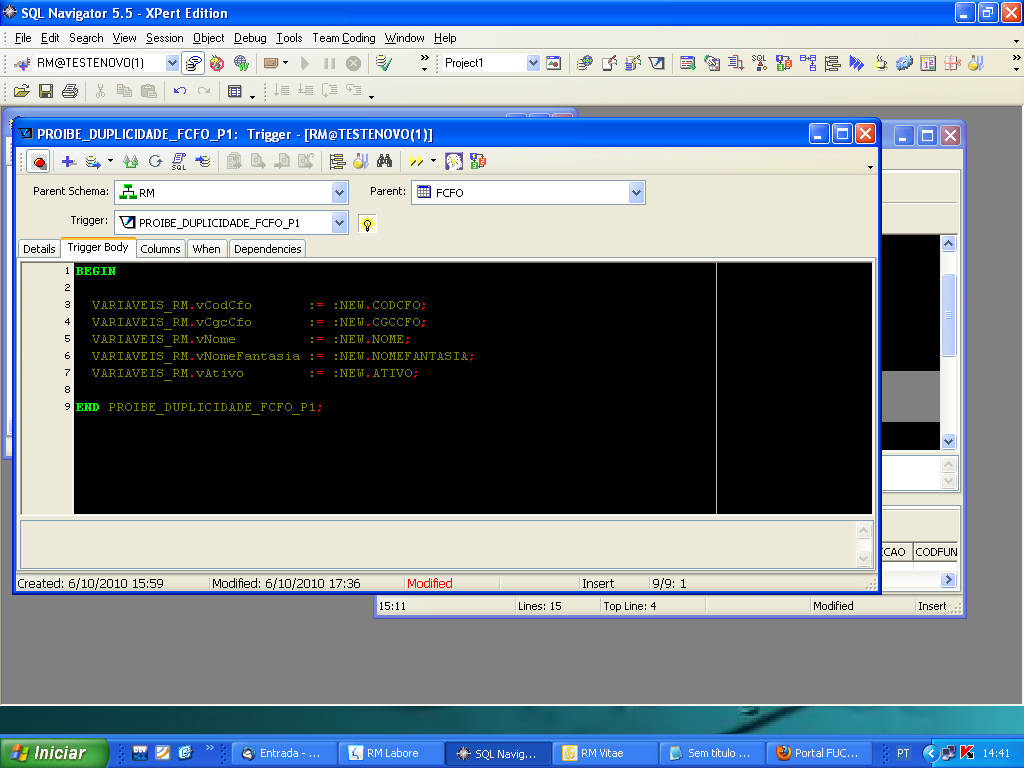 SQL Navigator 5.5 - XPert Edition
File Edit Search View Session Object Debug Tools Team Coding Window Help
RM@TESTENOVO(1) Project1
PROIBE_DUPLICIDADE_FCFO_P1: Trigger - [RM@TESTENOVO(1)]
Parent Schema: RM Parent: FCFO
Trigger: PROIBE_DUPLICIDADE_FCFO_P1
Details Trigger Body Columns When Dependencies
1 BEGIN
2
3 VARIAVEIS_RM.vCodCfo := :NEW.CODCFO;
4 VARIAVEIS_RM.vCgcCfo := :NEW.CGCCFO;
5 VARIAVEIS_RM.vNome := :NEW.NOME;
6 VARIAVEIS_RM.vNomeFantasia := :NEW.NOMEFANTASIA;
7 VARIAVEIS_RM.vAtivo := :NEW.ATIVO;
8
9 END PROIBE_DUPLICIDADE_FCFO_P1;
CAO CODFUN
Created: 6/10/2010 15:59 Modified: 6/10/2010 17:36 Modified Insert 9/9: 1
15:11 Lines: 15 Top Line: 4 Modified Insert
Iniciar Entrada - ... RM Labore SQL Navig... RM Vitae Sem título ... Portal FUC... PT 14:41